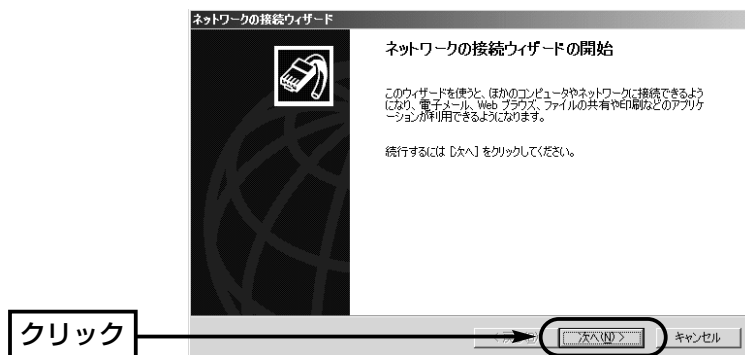 ネットワークの接続ウィザード
ネットワークの接続ウィザードの開始
このウィザードを使うと、ほかのコンピュータやネットワークに接続できるよう
になり、電子メール、Web ブラウズ、ファイルの共有や印刷などのアプリケ
ーションが利用できるようになります。
続行するには [次へ] をクリックしてください。
クリック
次へ(N) >
キャンセル